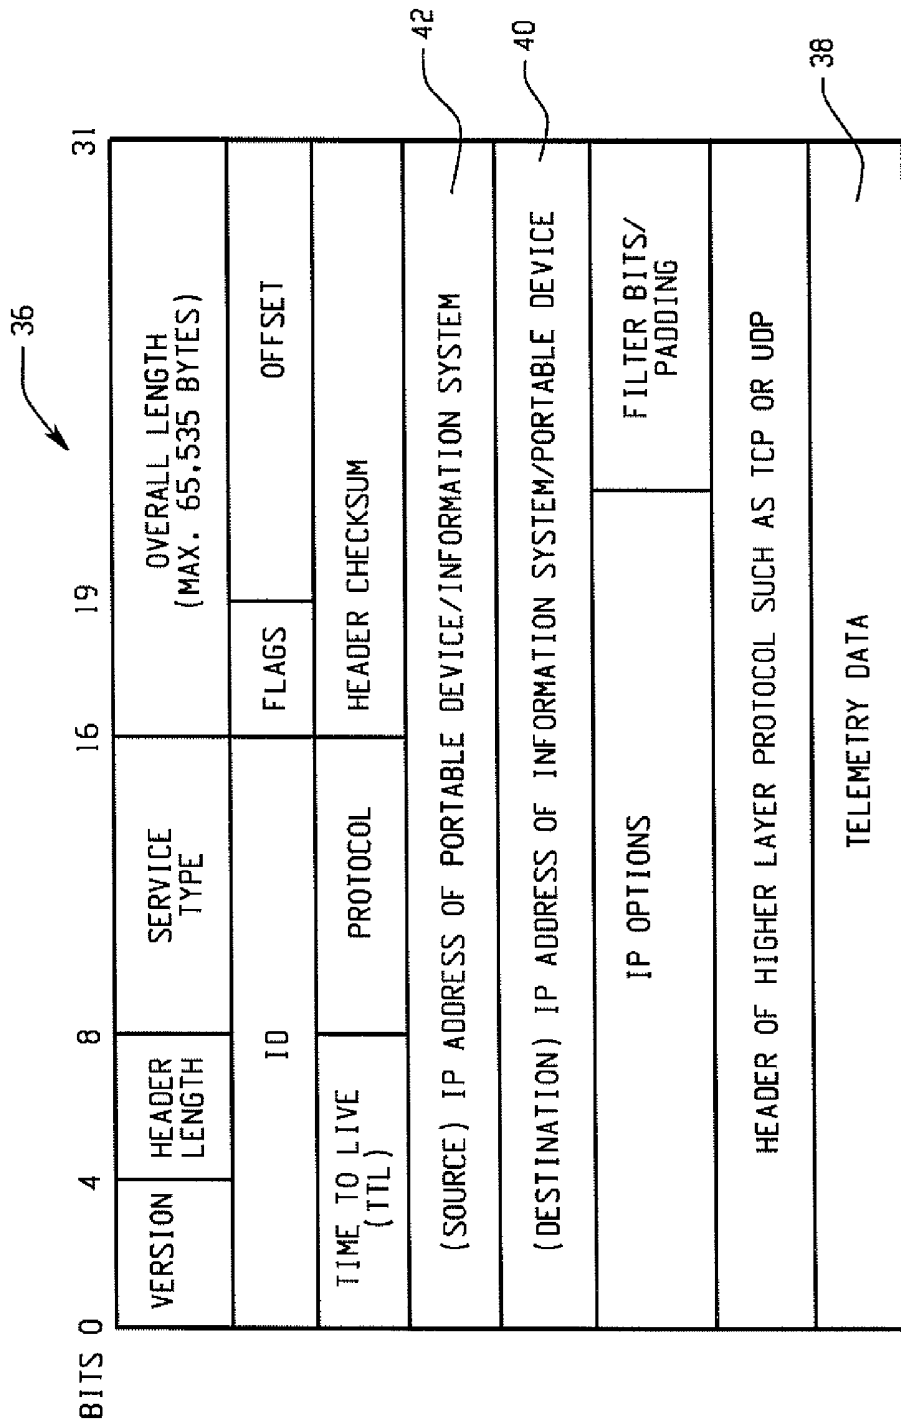 36
BITS 0 4 8 16 19 31
VERSION
HEADER
LENGTH
SERVICE
TYPE
OVERALL LENGTH
(MAX. 65.535 BYTES)
ID
FLAGS
OFFSET
TIME TO LIVE
(TTL)
PROTOCOL
HEADER CHECKSUM
(SOURCE) IP ADDRESS OF PORTABLE DEVICE/INFORMATION SYSTEM
42
(DESTINATION) IP ADDRESS OF INFORMATION SYSTEM/PORTABLE DEVICE
40
IP OPTIONS
FILTER BITS/
PADDING
HEADER OF HIGHER LAYER PROTOCOL SUCH AS TCP OR UDP
TELEMETRY DATA
38